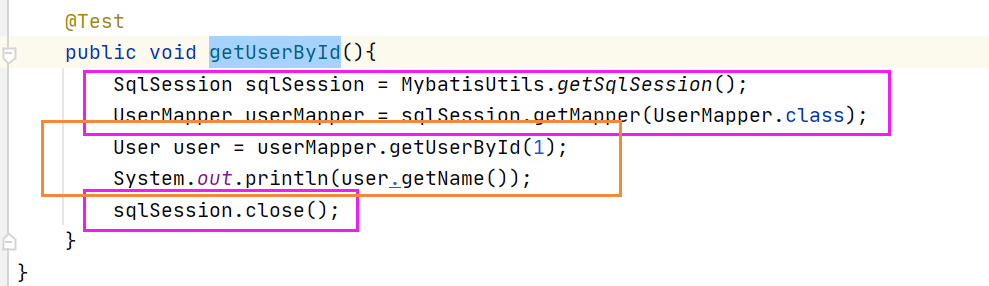 @Test
public void getUserById(){
SqlSession sqlSession = MybatisUtils.getSqlSession();
UserMapper userMapper = sqlSession.getMapper(UserMapper.class);
User user = userMapper.getUserById(1);
System.out.println(user.getName());
sqlSession.close();
}
}